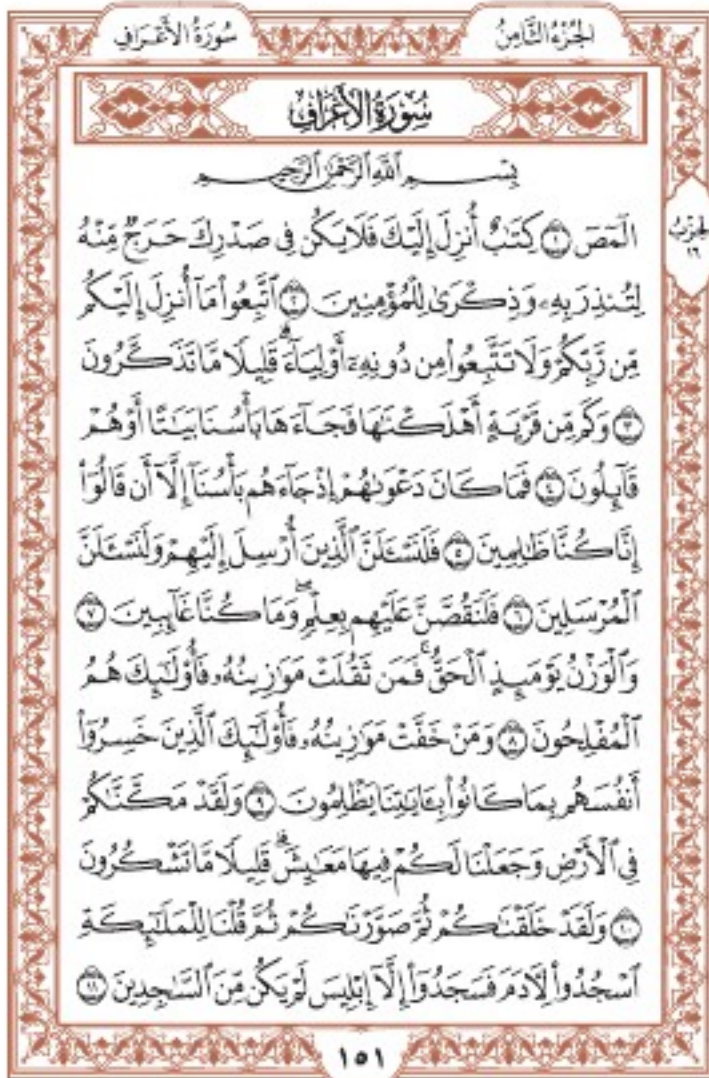 سُورَةُ الأَعْرَافِ
الجُزْءُ الثَّامِنُ
سُورَةُ الأَعْرَافِ
بِسْمِ ٱللَّهِ ٱلرَّحْمَٰنِ ٱلرَّحِيمِ
الٓمٓصٓ ۝١ كِتَٰبٌ أُنزِلَ إِلَيْكَ فَلَا يَكُن فِى صَدْرِكَ حَرَجٌ مِّنْهُ
لِتُنذِرَ بِهِۦ وَذِكْرَىٰ لِلْمُؤْمِنِينَ ۝٢ ٱتَّبِعُوا۟ مَآ أُنزِلَ إِلَيْكُم
مِّن رَّبِّكُمْ وَلَا تَتَّبِعُوا۟ مِن دُونِهِۦٓ أَوْلِيَآءَ ۗ قَلِيلًا مَّا تَذَكَّرُونَ
۝٣ وَكَم مِّن قَرْيَةٍ أَهْلَكْنَٰهَا فَجَآءَهَا بَأْسُنَا بَيَٰتًا أَوْ هُمْ
قَآئِلُونَ ۝٤ فَمَا كَانَ دَعْوَىٰهُمْ إِذْ جَآءَهُم بَأْسُنَآ إِلَّآ أَن قَالُوٓا۟
إِنَّا كُنَّا ظَٰلِمِينَ ۝٥ فَلَنَسْـَٔلَنَّ ٱلَّذِينَ أُرْسِلَ إِلَيْهِمْ وَلَنَسْـَٔلَنَّ
ٱلْمُرْسَلِينَ ۝٦ فَلَنَقُصَّنَّ عَلَيْهِم بِعِلْمٍ ۖ وَمَا كُنَّا غَآئِبِينَ ۝٧
وَٱلْوَزْنُ يَوْمَئِذٍ ٱلْحَقُّ ۚ فَمَن ثَقُلَتْ مَوَٰزِينُهُۥ فَأُو۟لَٰٓئِكَ هُمُ
ٱلْمُفْلِحُونَ ۝٨ وَمَنْ خَفَّتْ مَوَٰزِينُهُۥ فَأُو۟لَٰٓئِكَ ٱلَّذِينَ خَسِرُوٓا۟
أَنفُسَهُم بِمَا كَانُوا۟ بِـَٔايَٰتِنَا يَظْلِمُونَ ۝٩ وَلَقَدْ مَكَّنَّٰكُمْ
فِى ٱلْأَرْضِ وَجَعَلْنَا لَكُمْ فِيهَا مَعَٰيِشَ ۗ قَلِيلًا مَّا تَشْكُرُونَ
۝١٠ وَلَقَدْ خَلَقْنَٰكُمْ ثُمَّ صَوَّرْنَٰكُمْ ثُمَّ قُلْنَا لِلْمَلَٰٓئِكَةِ
ٱسْجُدُوا۟ لِـَٔادَمَ فَسَجَدُوٓا۟ إِلَّآ إِبْلِيسَ لَمْ يَكُن مِّنَ ٱلسَّٰجِدِينَ ۝١١
الحِزْبُ
١٦
١٥١